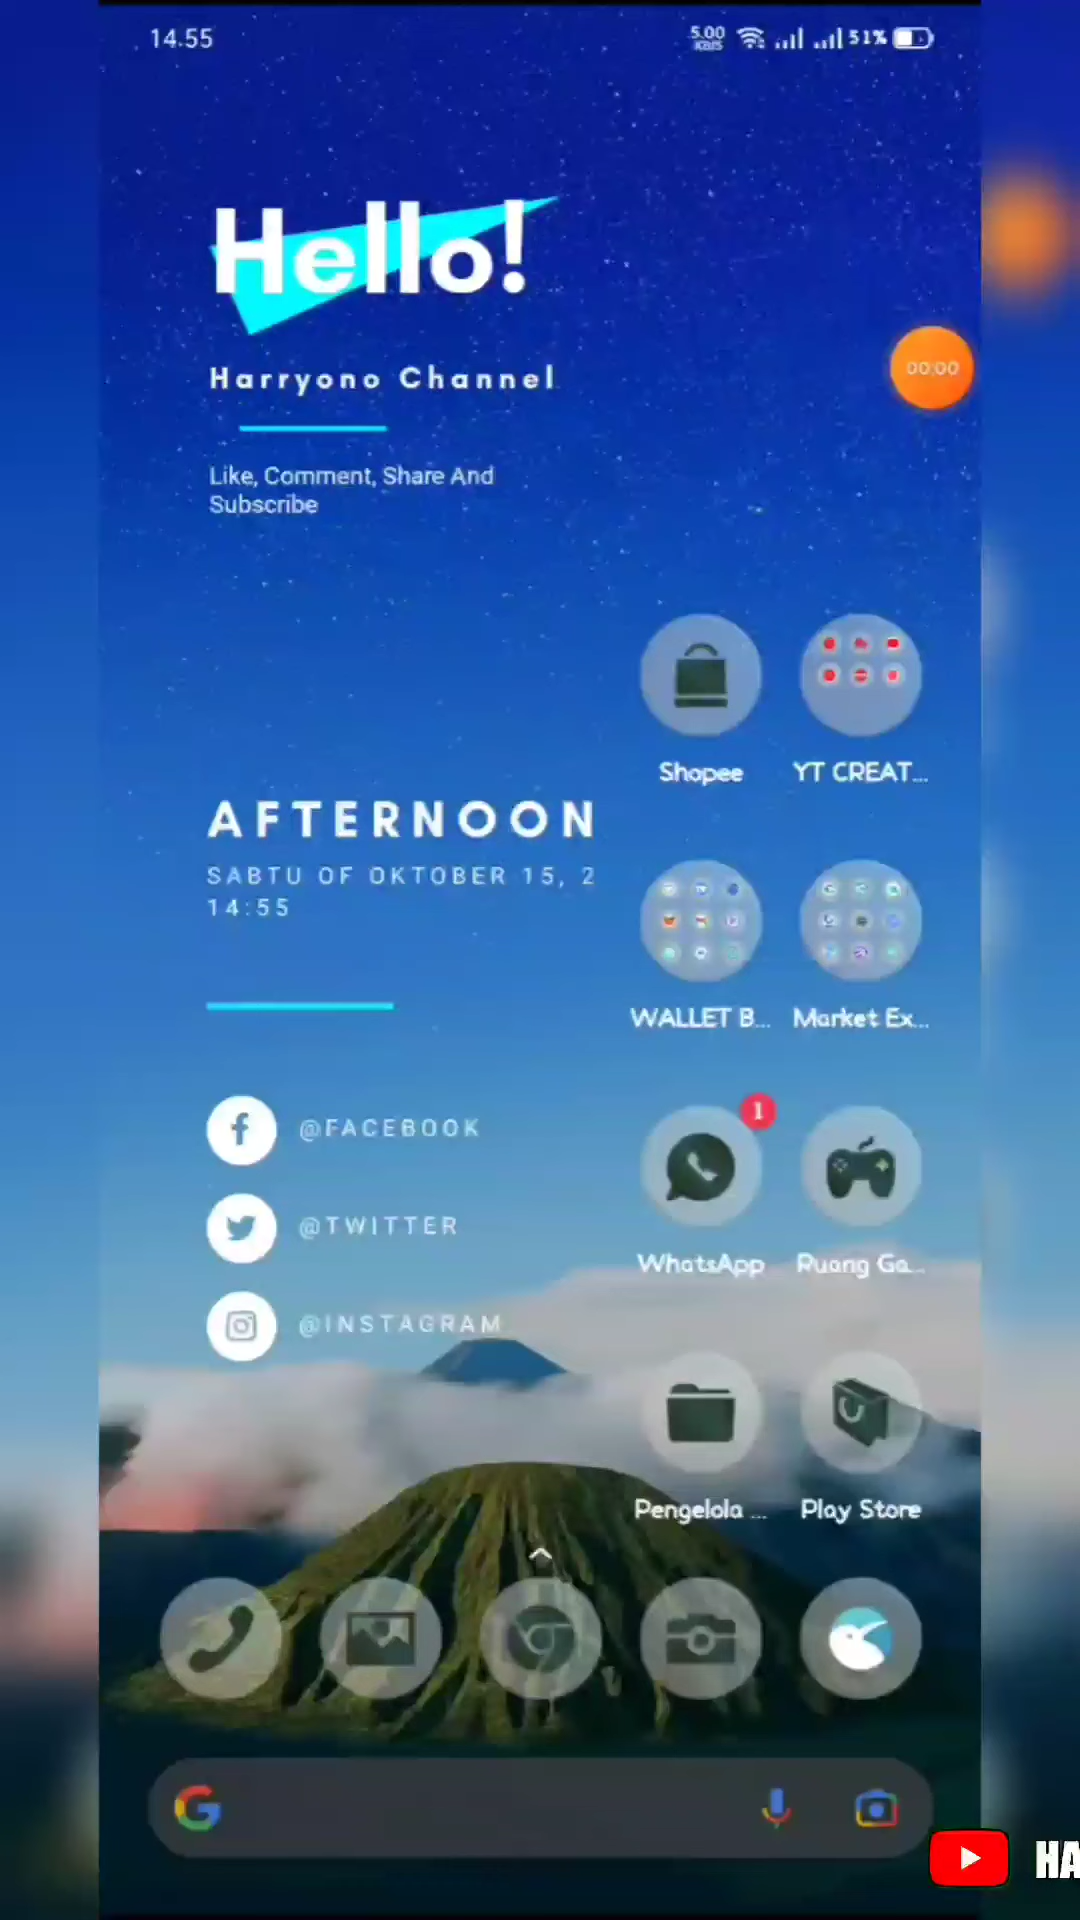 14.55
5.00
KB/S
51%
Hello!
Harryono Channel
00:00
Like, Comment, Share And
Subscribe
Shopee
YT CREAT...
AFTERNOON
SABTU OF OKTOBER 15, 2
14:55
WALLET B...
Market Ex...
@FACEBOOK
1
@TWITTER
WhatsApp
Ruang Ga...
@INSTAGRAM
Pengelola ...
Play Store
HA